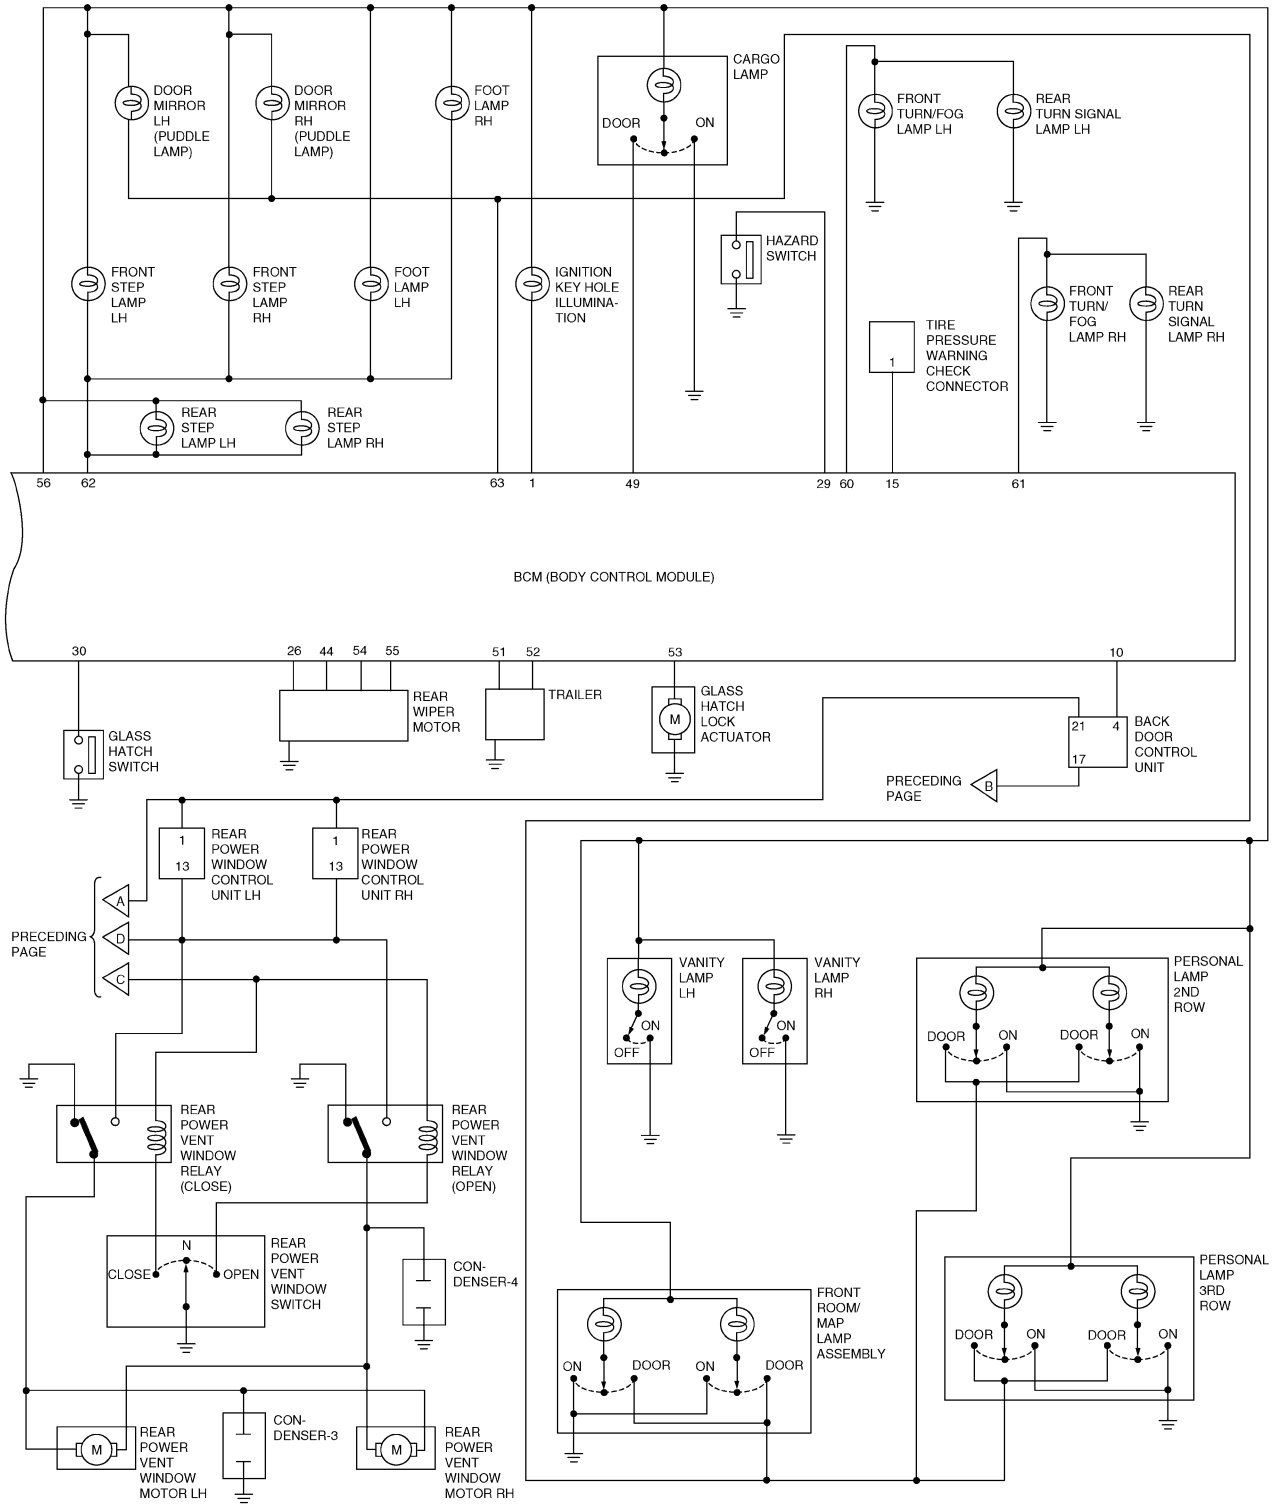 DOOR
MIRROR
LH
(PUDDLE
LAMP)
DOOR
MIRROR
RH
(PUDDLE
LAMP)
FOOT
LAMP
RH
CARGO
LAMP
DOOR
ON
FRONT
TURN/FOG
LAMP LH
REAR
TURN SIGNAL
LAMP LH
HAZARD
SWITCH
FRONT
STEP
LAMP
LH
FRONT
STEP
LAMP
RH
FOOT
LAMP
LH
IGNITION
KEY HOLE
ILLUMINA-
TION
FRONT
TURN/
FOG
LAMP RH
REAR
TURN
SIGNAL
LAMP RH
1
TIRE
PRESSURE
WARNING
CHECK
CONNECTOR
REAR
STEP
LAMP LH
REAR
STEP
LAMP RH
56
62
63
1
49
29
60
15
61
BCM (BODY CONTROL MODULE)
30
26
44
54
55
51
52
53
10
GLASS
HATCH
SWITCH
REAR
WIPER
MOTOR
TRAILER
M
GLASS
HATCH
LOCK
ACTUATOR
21
4
17
BACK
DOOR
CONTROL
UNIT
PRECEDING
PAGE
B
1
13
REAR
POWER
WINDOW
CONTROL
UNIT LH
1
13
REAR
POWER
WINDOW
CONTROL
UNIT RH
PRECEDING
PAGE
A
D
C
VANITY
LAMP
LH
ON
OFF
VANITY
LAMP
RH
ON
OFF
PERSONAL
LAMP
2ND
ROW
DOOR
ON
DOOR
ON
REAR
POWER
VENT
WINDOW
RELAY
(CLOSE)
REAR
POWER
VENT
WINDOW
RELAY
(OPEN)
N
CLOSE
OPEN
REAR
POWER
VENT
WINDOW
SWITCH
CON-
DENSER-4
FRONT
ROOM/
MAP
LAMP
ASSEMBLY
ON
DOOR
ON
DOOR
PERSONAL
LAMP
3RD
ROW
DOOR
ON
DOOR
ON
M
REAR
POWER
VENT
WINDOW
MOTOR LH
CON-
DENSER-3
M
REAR
POWER
VENT
WINDOW
MOTOR RH